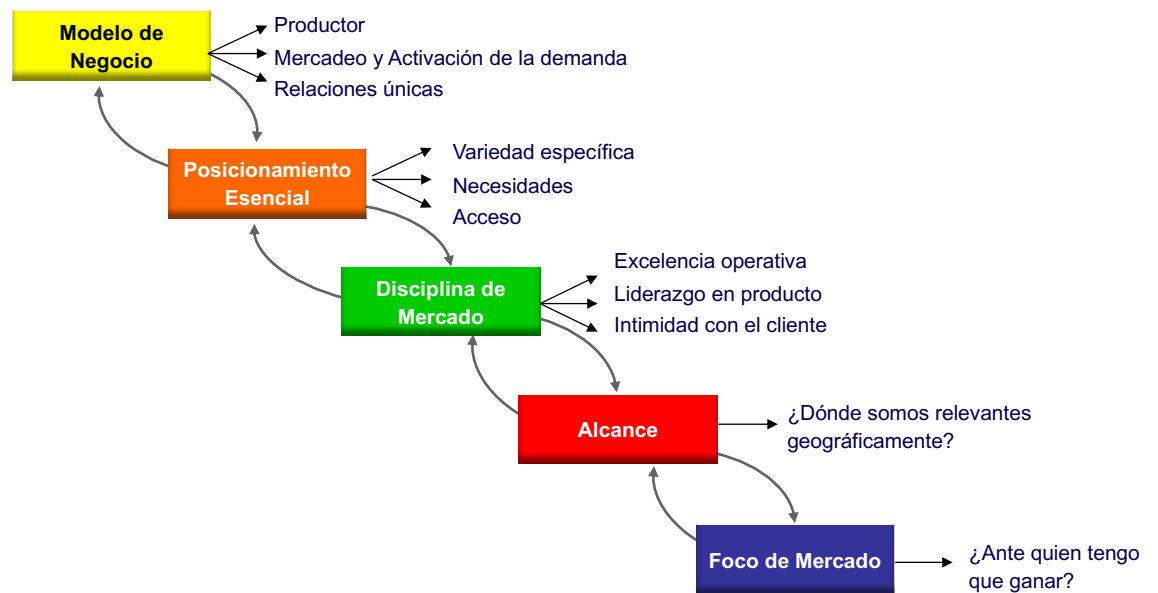 Modelo de
Negocio
Productor
Mercadeo y Activación de la demanda
Relaciones únicas
Posicionamiento
Esencial
Variedad específica
Necesidades
Acceso
Disciplina de
Mercado
Excelencia operativa
Liderazgo en producto
Intimidad con el cliente
Alcance
¿Dónde somos relevantes
geográficamente?
Foco de Mercado
¿Ante quien tengo
que ganar?